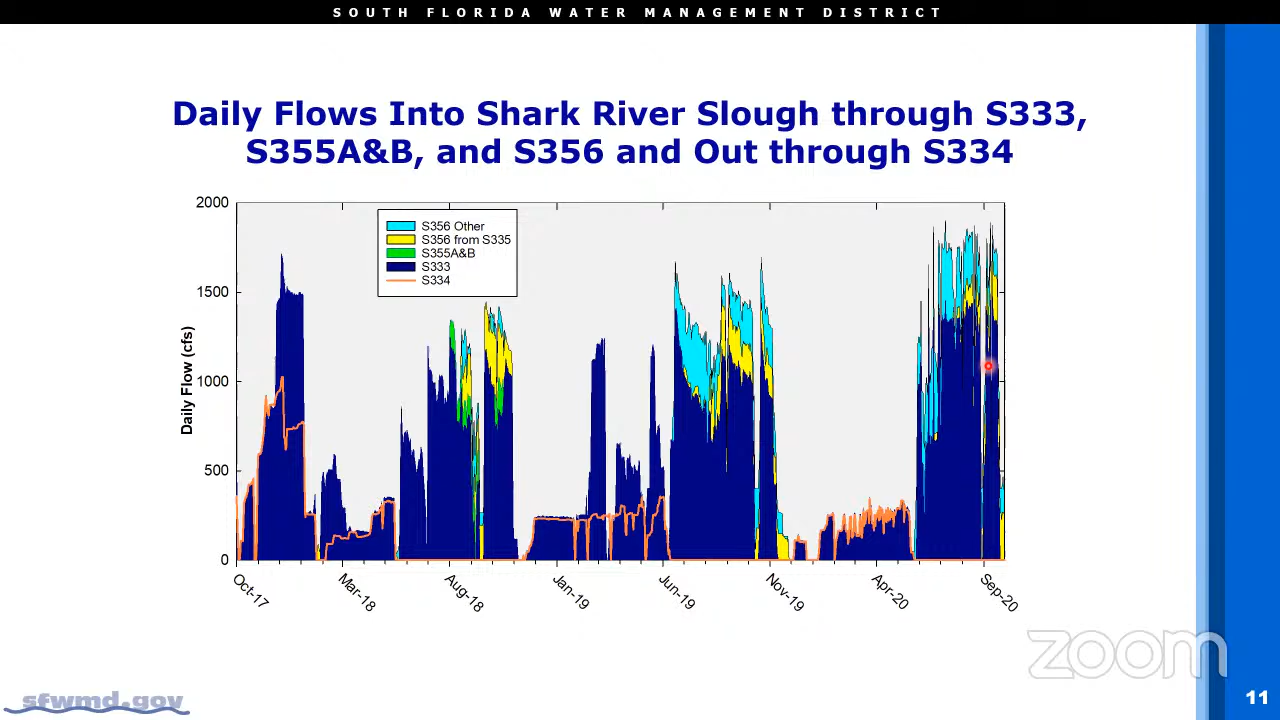 SOUTH FLORIDA WATER MANAGEMENT DISTRICT
Daily Flows Into Shark River Slough through S333,
S355A&B, and S356 and Out through S334
2000
1500
1000
500
0
Daily Flow (cfs)
S356 Other
S356 from S335
S355A&B
S333
S334
Oct-17
Mar-18
Aug-18
Jan-19
Jun-19
Nov-19
Apr-20
Sep-20
zoom
sfwmd.gov
11